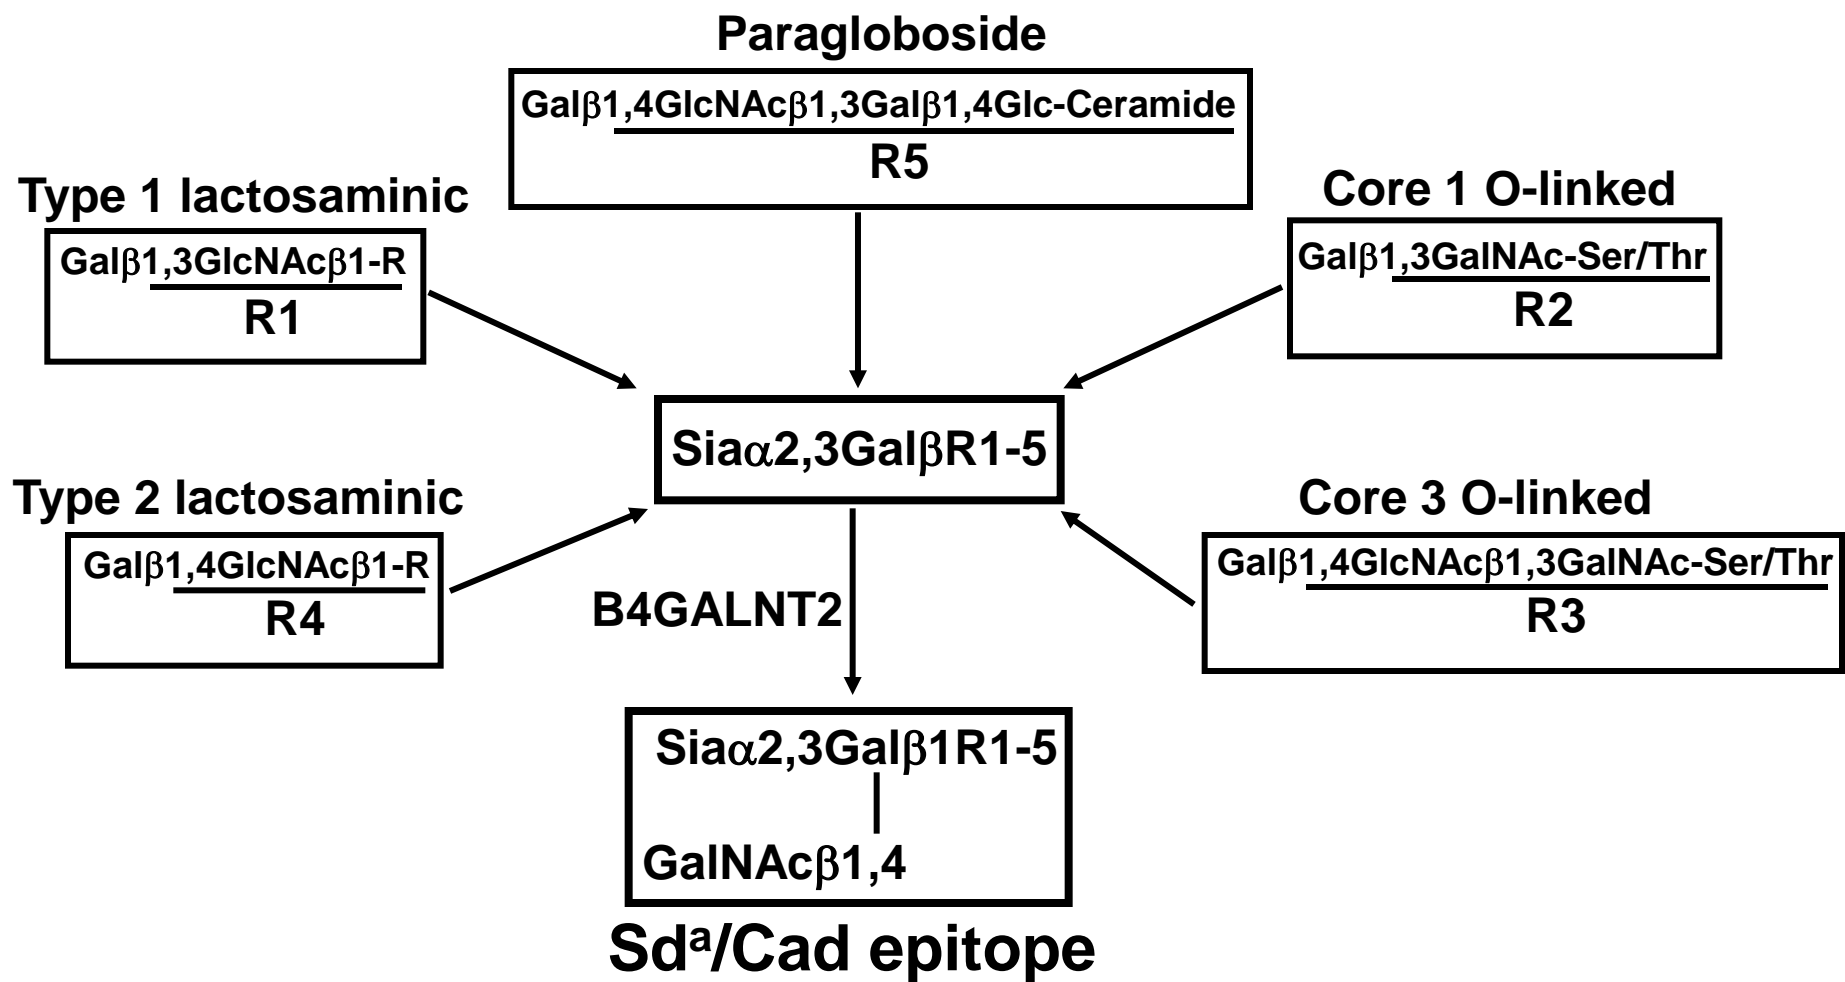 Paragloboside
Galβ1,4GlcNAcβ1,3Galβ1,4Glc-Ceramide
R5
Type 1 lactosaminic
Galβ1,3GlcNAcβ1-R
R1
Core 1 O-linked
Galβ1,3GalNAc-Ser/Thr
R2
Siaα2,3GalβR1-5
Type 2 lactosaminic
Galβ1,4GlcNAcβ1-R
R4
Core 3 O-linked
Galβ1,4GlcNAcβ1,3GalNAc-Ser/Thr
R3
B4GALNT2
Siaα2,3Galβ1R1-5
GalNAcβ1,4
Sdᵃ/Cad epitope